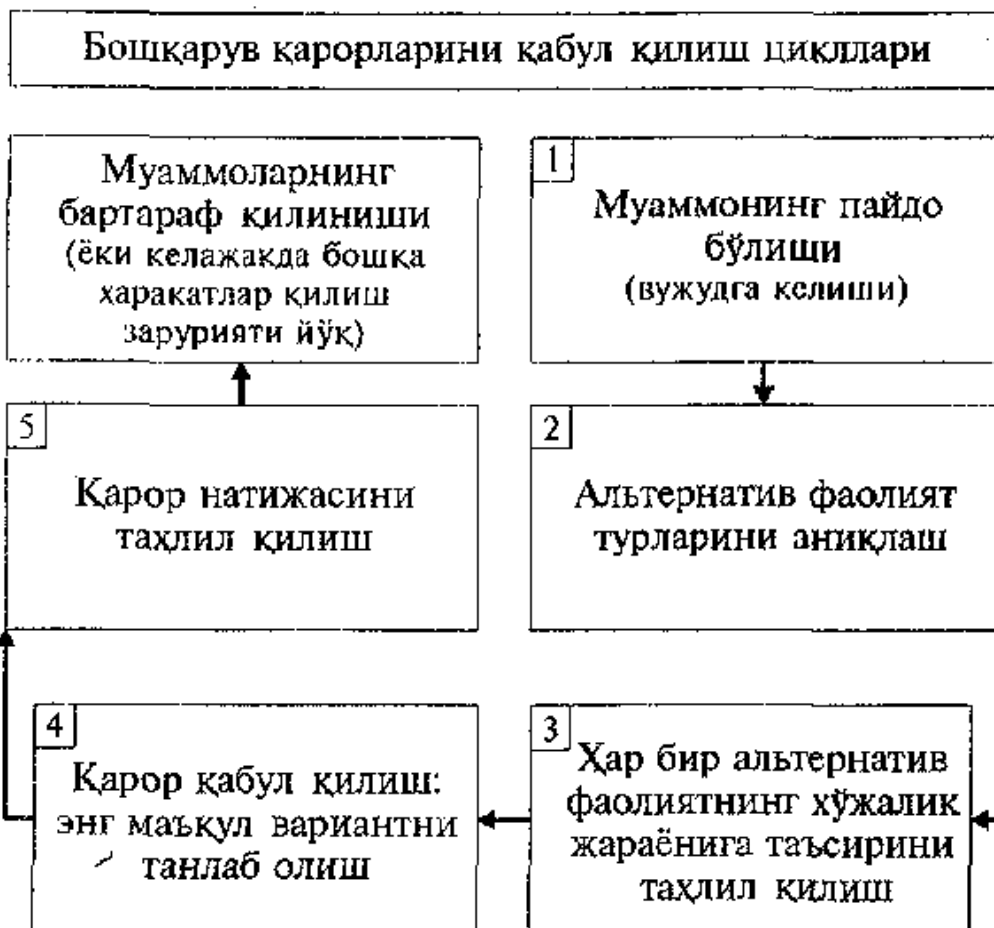 Бошқарув қарорларини қабул қилиш циқллари
Муаммоларнинг
бартараф қилиниши
(ёки келажакда бошқа
ҳаракатлар қилиш
зарурияти йўқ)
1
Муаммонинг пайдо
бўлиши
(вужудга келиши)
5
Қарор натижасини
таҳлил қилиш
2
Альтернатив фаолият
турларини аниқлаш
4
Қарор қабул қилиш:
энг маъқул вариантни
танлаб олиш
3
Ҳар бир альтернатив
фаолиятнинг хўжалик
жараёнига таъсирини
таҳлил қилиш